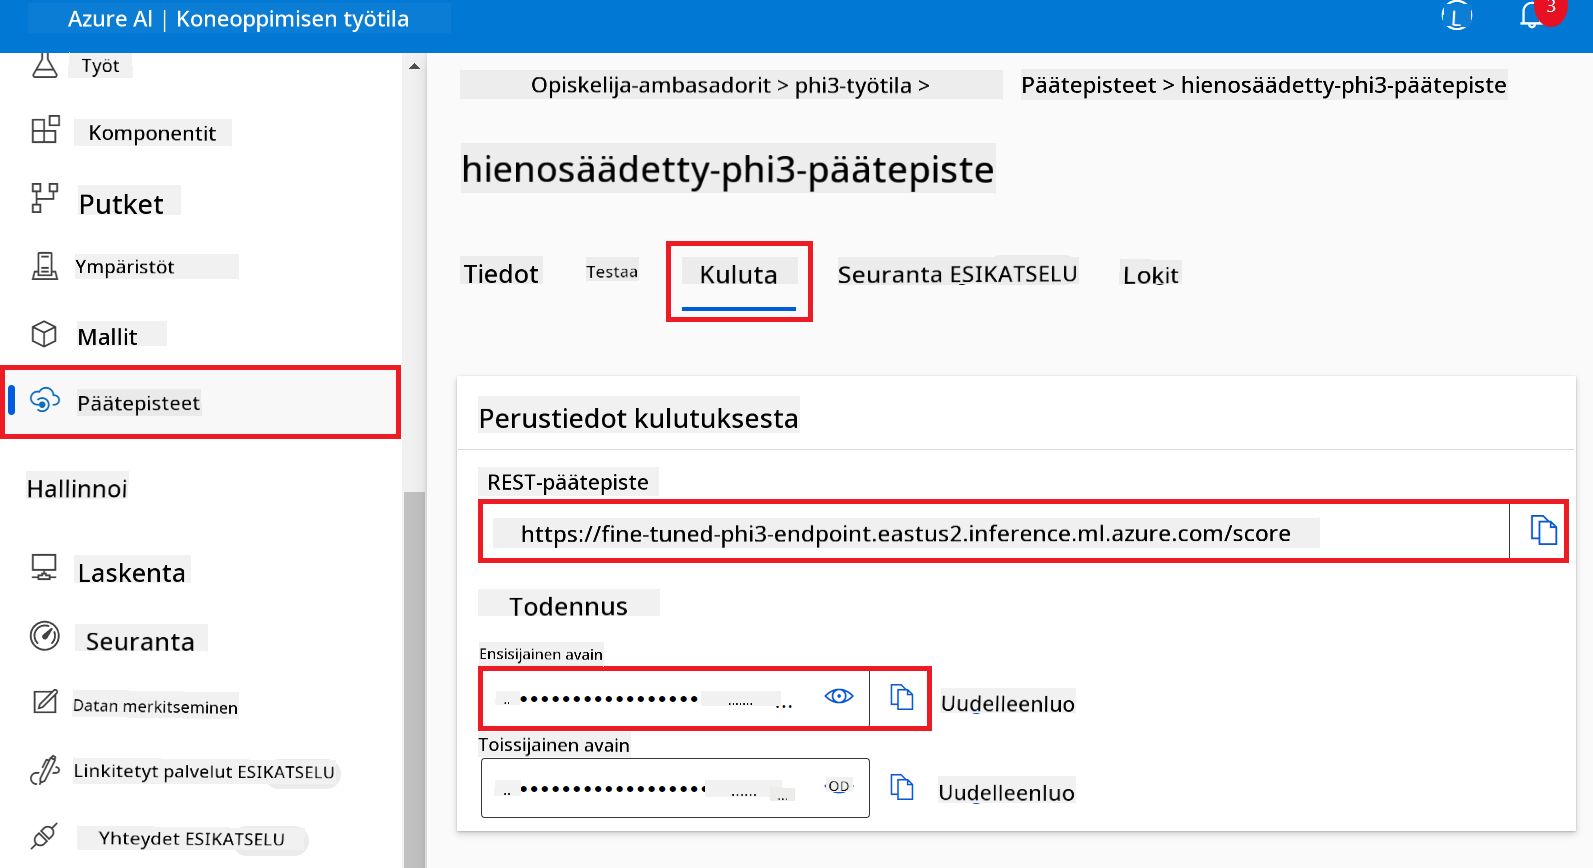 Azure AI | Koneoppimisen työtila
L
3
Työt
Komponentit
Putket
Ympäristöt
Mallit
Päätepisteet
Hallinnoi
Laskenta
Seuranta
Datan merkitseminen
Linkitetyt palvelut ESIKATSELU
Yhteydet ESIKATSELU
Opiskelija-ambasadorit > phi3-työtila > Päätepisteet > hienosäädetty-phi3-päätepiste
hienosäädetty-phi3-päätepiste
Tiedot Testaa Kuluta Seuranta ESIKATSELU Lokit
Perustiedot kulutuksesta
REST-päätepiste
https://fine-tuned-phi3-endpoint.eastus2.inference.ml.azure.com/score
Todennus
Ensisijainen avain
Uudelleenluo
Toissijainen avain
OD
Uudelleenluo